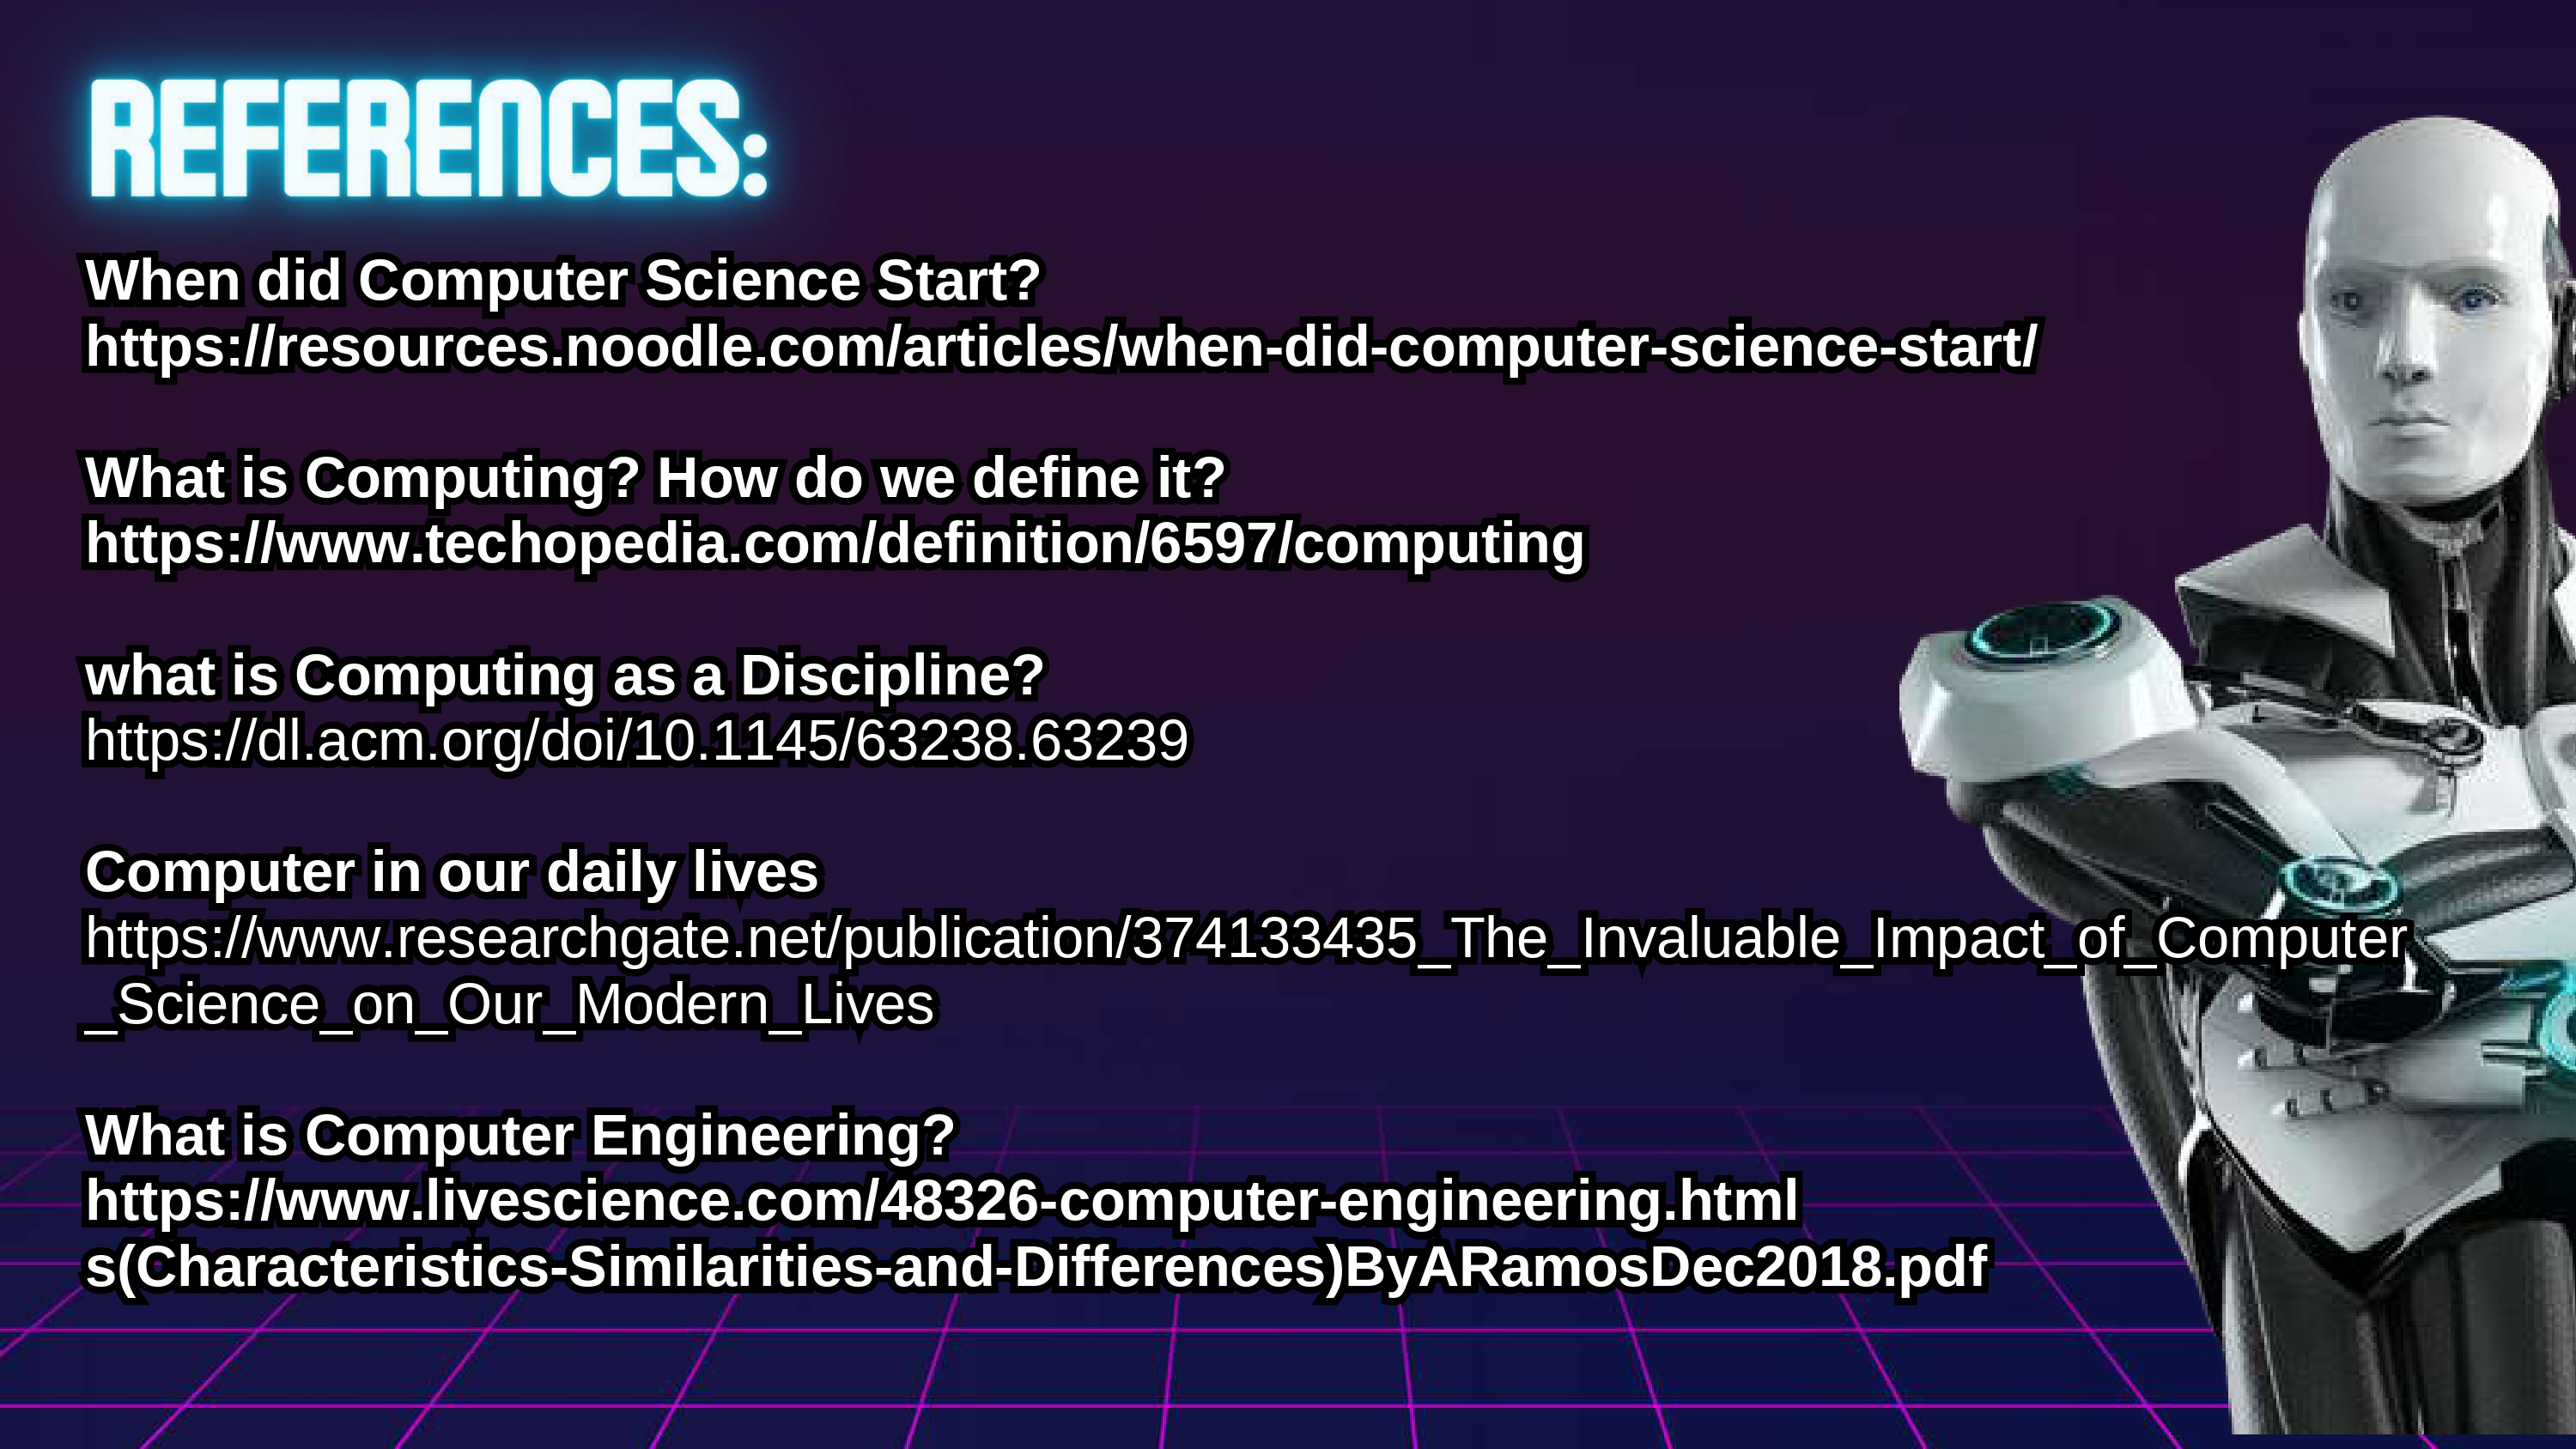 REFERENCES:
When did Computer Science Start?
https://resources.noodle.com/articles/when-did-computer-science-start/
What is Computing? How do we define it?
https://www.techopedia.com/definition/6597/computing
what is Computing as a Discipline?
https://dl.acm.org/doi/10.1145/63238.63239
Computer in our daily lives
https://www.researchgate.net/publication/374133435_The_Invaluable_Impact_of_Computer
_Science_on_Our_Modern_Lives
What is Computer Engineering?
https://www.livescience.com/48326-computer-engineering.html
s(Characteristics-Similarities-and-Differences)ByARamosDec2018.pdf